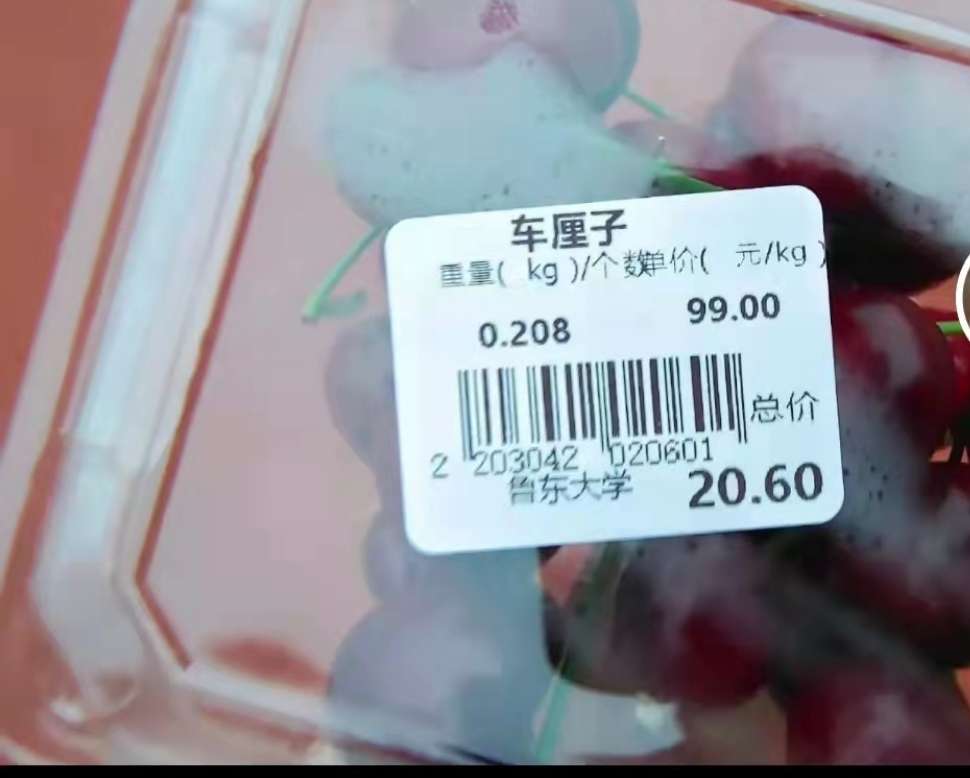 车厘子
重量( kg )/个数单价( 元/kg )
0.208 99.00
总价
2 203042 020601
鲁东大学 20.60